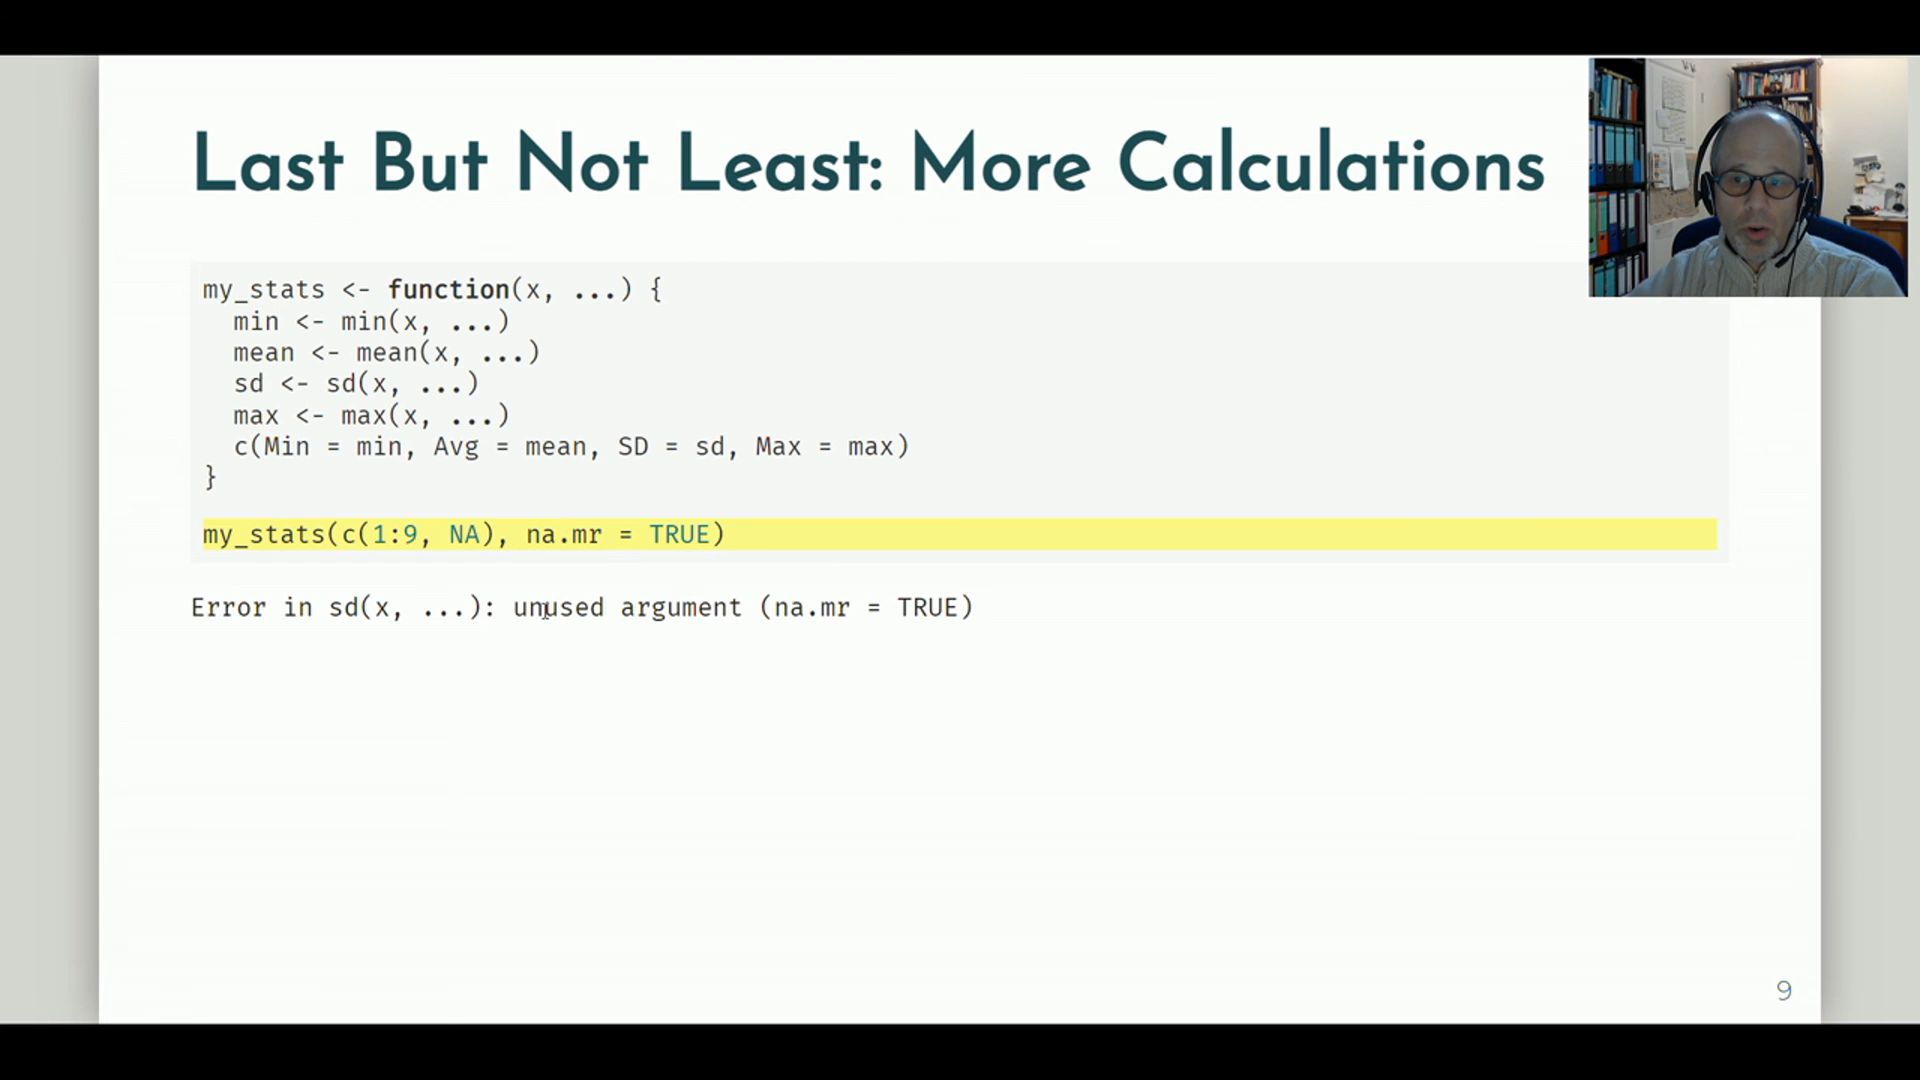 Last But Not Least: More Calculations
my_stats <- function(x, ...) {
  min <- min(x, ...)
  mean <- mean(x, ...)
  sd <- sd(x, ...)
  max <- max(x, ...)
  c(Min = min, Avg = mean, SD = sd, Max = max)
}
my_stats(c(1:9, NA), na.mr = TRUE)
Error in sd(x, ...): unused argument (na.mr = TRUE)
9